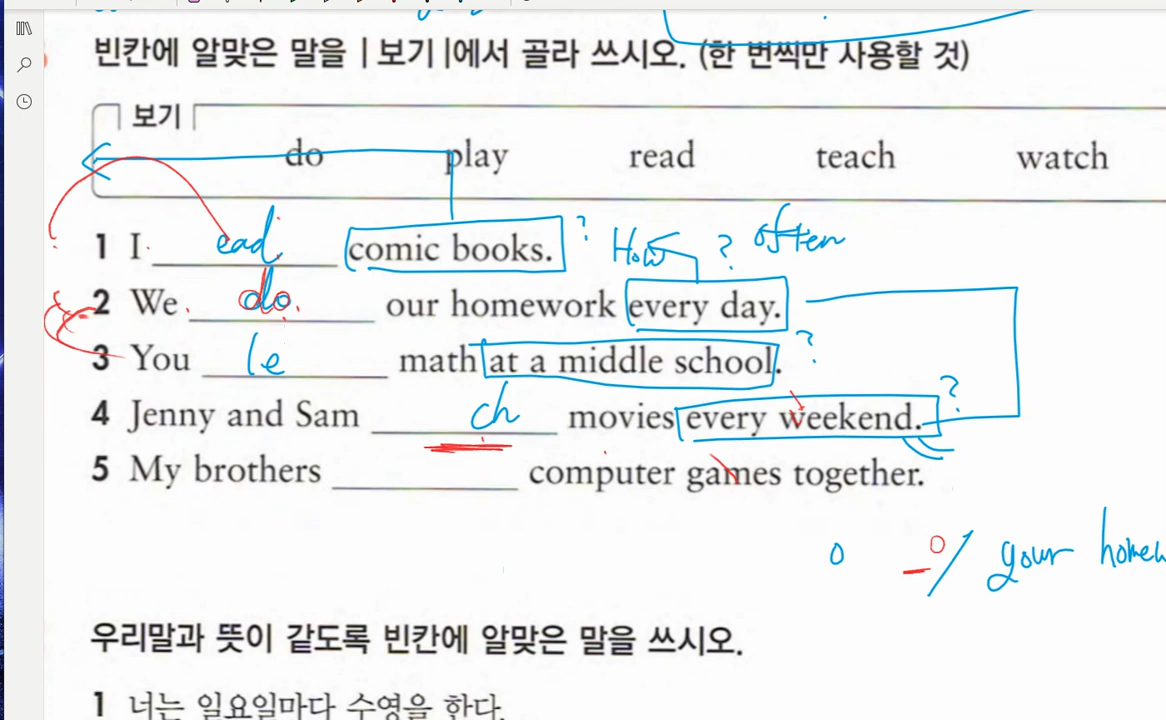 빈칸에 알맞은 말을 | 보기 |에서 골라 쓰시오. (한 번씩만 사용할 것)
보기
do play read teach watch
1 I ead comic books. ? How ? often
2 We do our homework every day.
3 You le math at a middle school. ?
4 Jenny and Sam ch movies every weekend. ?
5 My brothers computer games together.
o o / your
우리말과 뜻이 같도록 빈칸에 알맞은 말을 쓰시오.
1 너는 일요일마다 수영을 한다.